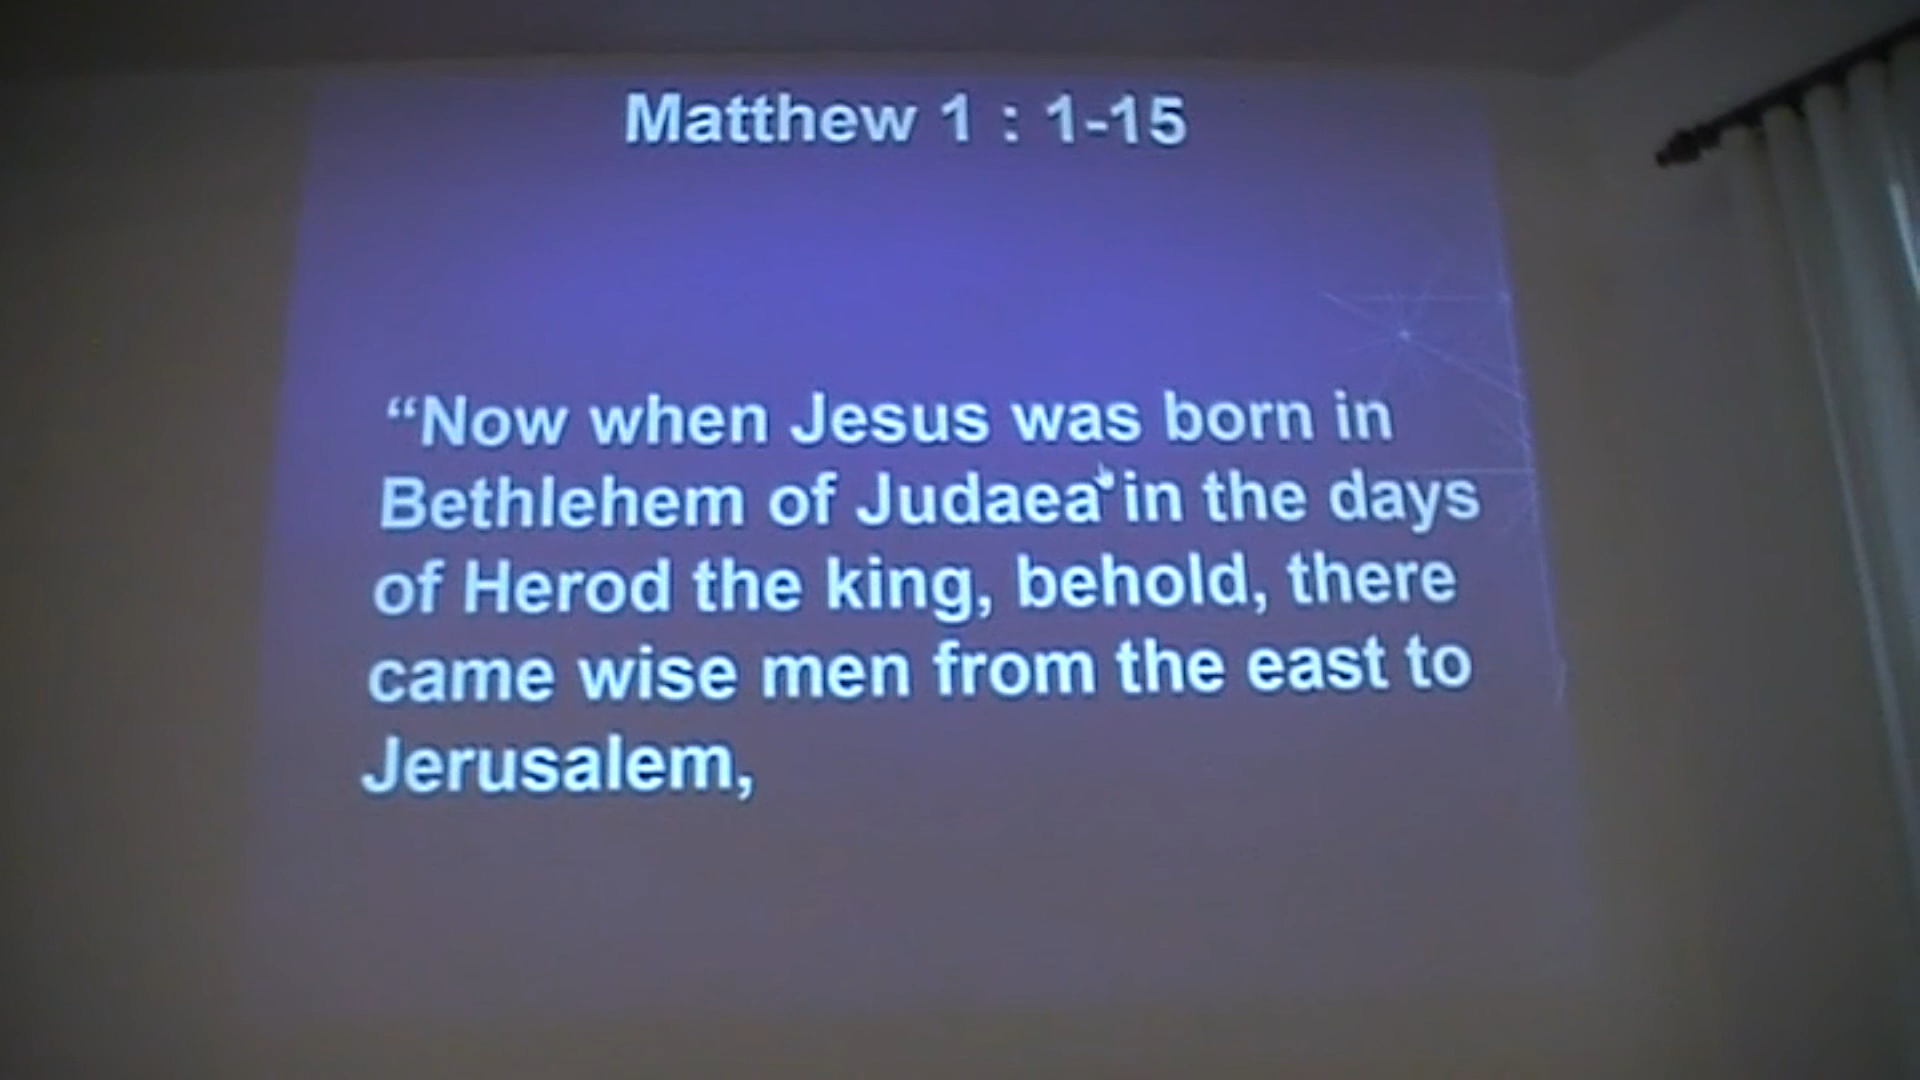 Matthew 1 : 1-15
“Now when Jesus was born in
Bethlehem of Judaea in the days
of Herod the king, behold, there
came wise men from the east to
Jerusalem,